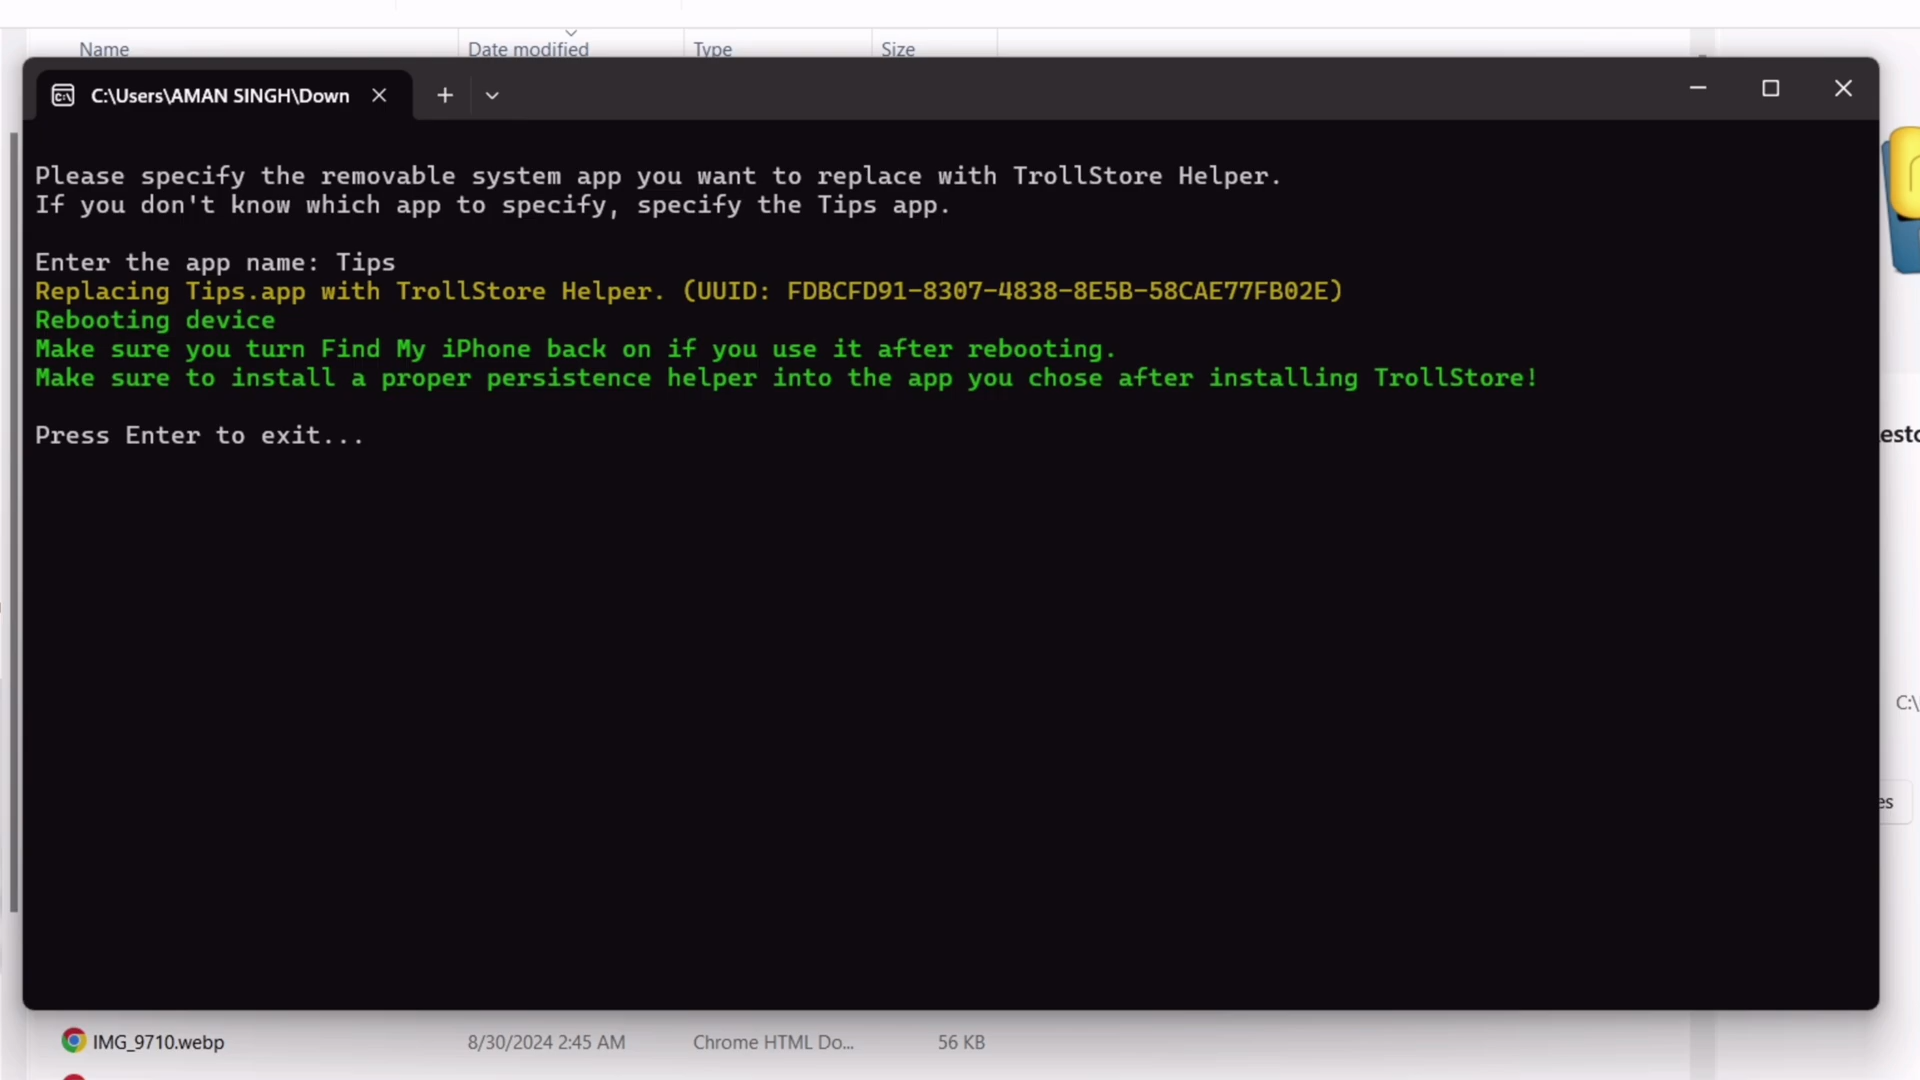 Name Date modified Type Size
C:\Users\AMAN SINGH\Down
Please specify the removable system app you want to replace with TrollStore Helper.
If you don't know which app to specify, specify the Tips app.
Enter the app name: Tips
Replacing Tips.app with TrollStore Helper. (UUID: FDBCFD91-8307-4838-8E5B-58CAE77FB02E)
Rebooting device
Make sure you turn Find My iPhone back on if you use it after rebooting.
Make sure to install a proper persistence helper into the app you chose after installing TrollStore!
Press Enter to exit...
C:\
IMG_9710.webp 8/30/2024 2:45 AM Chrome HTML Do... 56 KB